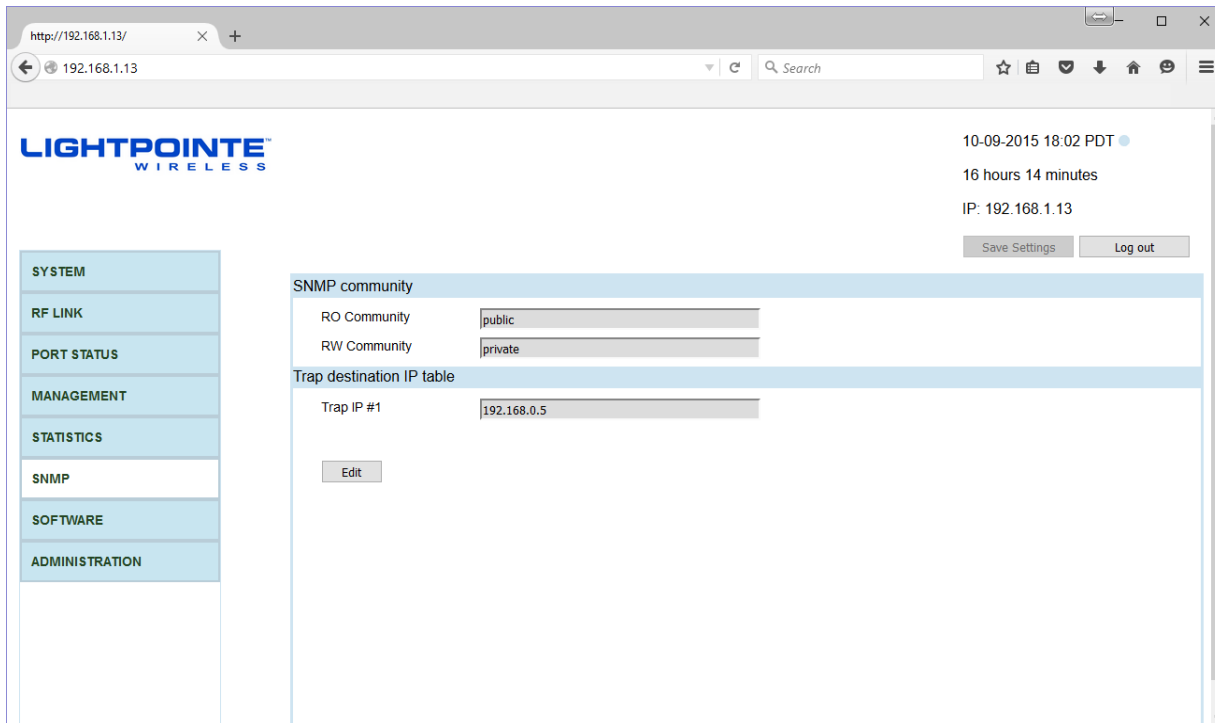 http://192.168.1.13/
192.168.1.13
Search
LIGHTPOINTE™
WIRELESS
10-09-2015 18:02 PDT
16 hours 14 minutes
IP: 192.168.1.13
Save Settings
Log out
SYSTEM
RF LINK
PORT STATUS
MANAGEMENT
STATISTICS
SNMP
SOFTWARE
ADMINISTRATION
SNMP community
RO Community public
RW Community private
Trap destination IP table
Trap IP #1 192.168.0.5
Edit